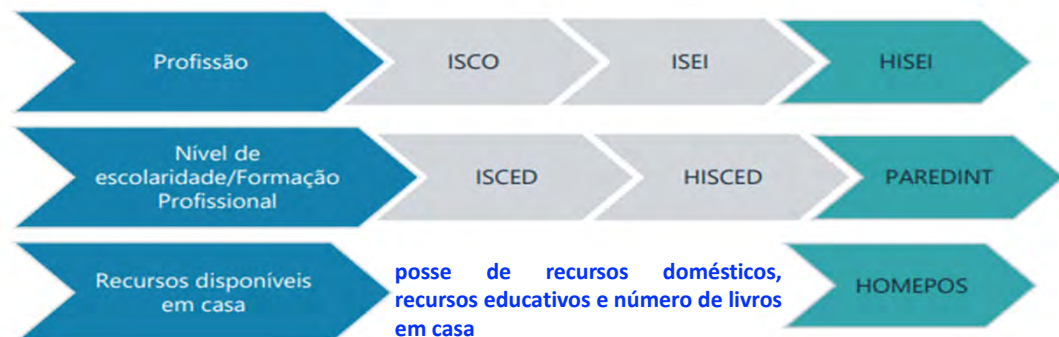 Profissão
ISCO
ISEI
HISEI
Nível de
escolaridade/Formação
Profissional
ISCED
HISCED
PAREDINT
Recursos disponíveis
em casa
posse de recursos domésticos,
recursos educativos e número de livros
em casa
HOMEPOS